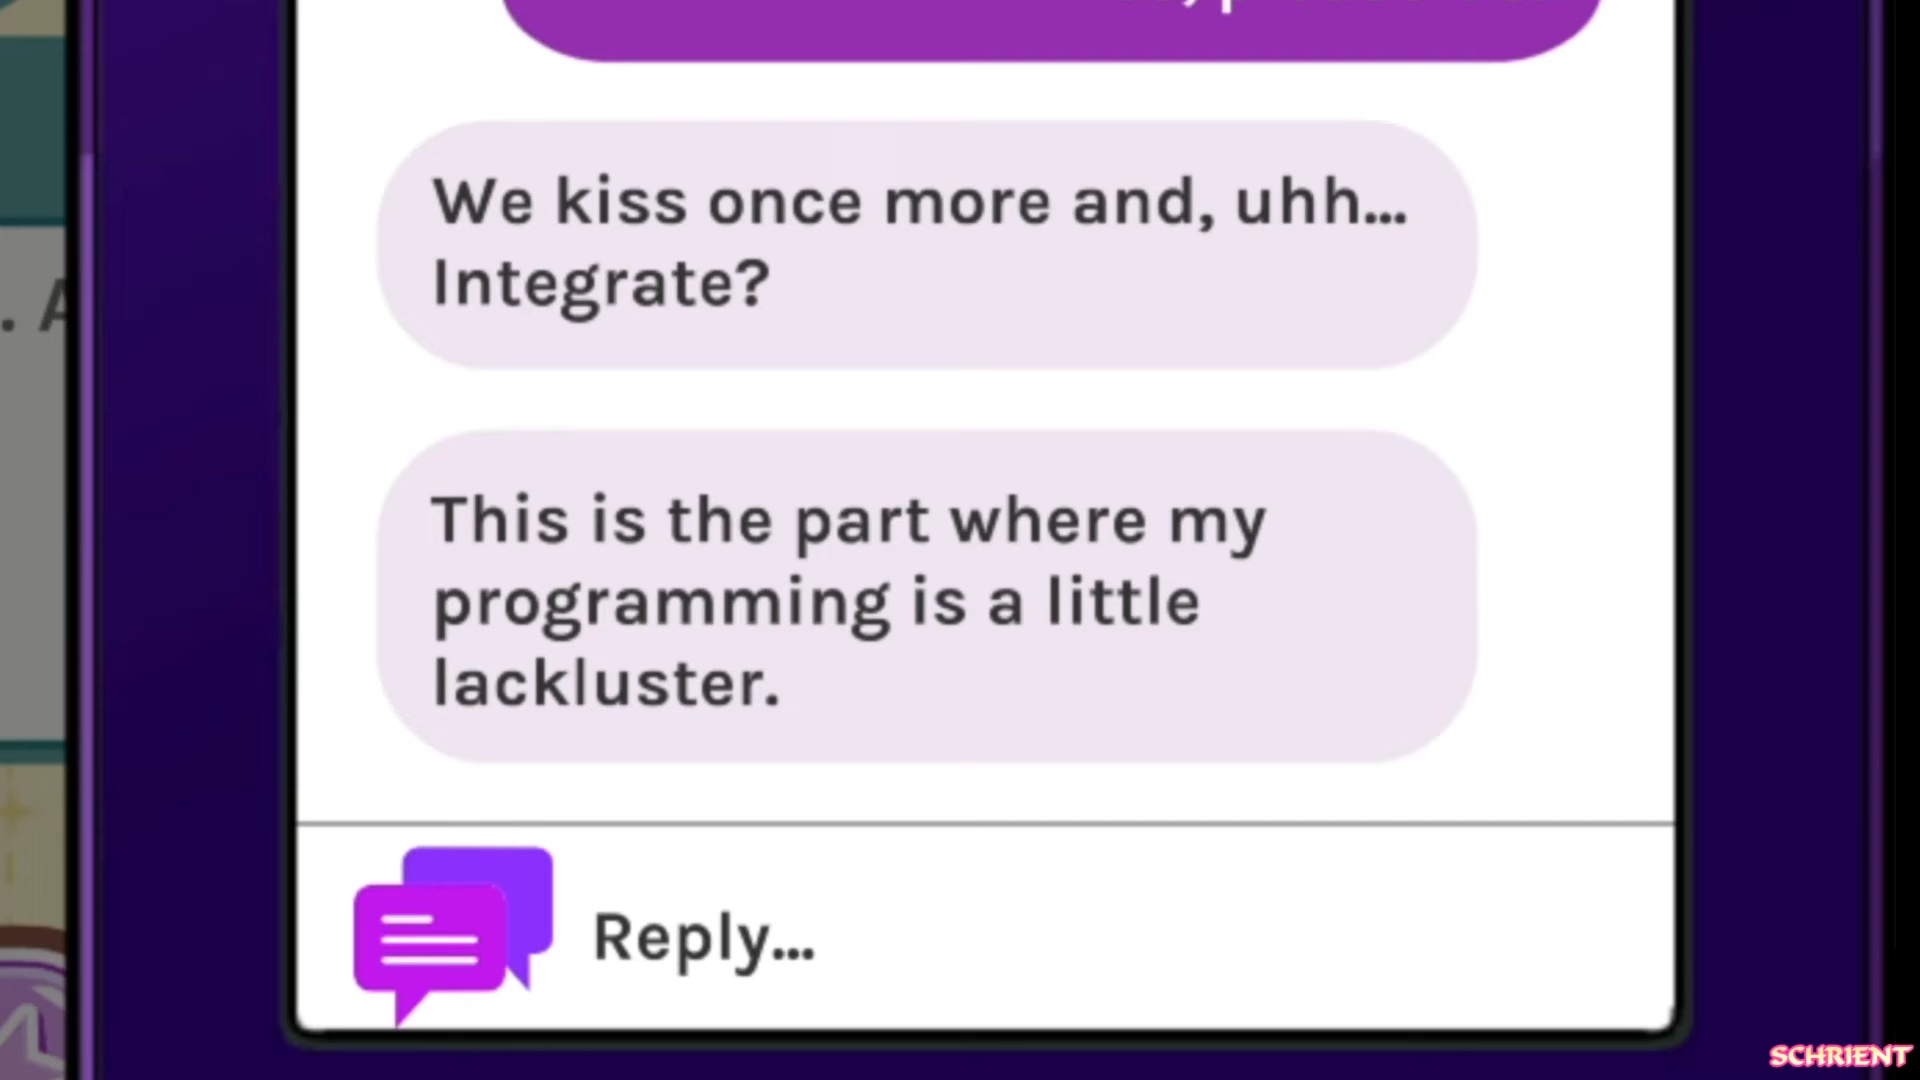 We kiss once more and, uhh...
Integrate?
This is the part where my
programming is a little
lackluster.
. A
Reply...
SCHRIENT